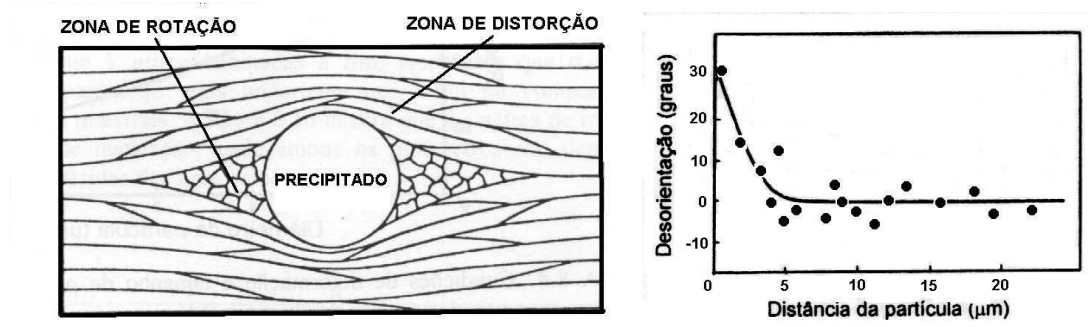 ZONA DE ROTAÇÃO
ZONA DE DISTORÇÃO
PRECIPITADO
Desorientação (graus)
30
20
10
0
-10
0
5
10
15
20
Distância da partícula (μm)